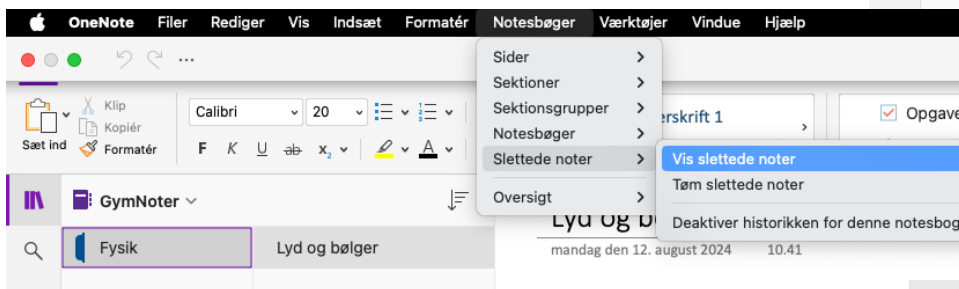 OneNote Filer Rediger Vis Indsæt Formatér Notesbøger Værktøjer Vindue Hjælp
Sider
Sektioner
Sektionsgrupper
Notesbøger
Slettede noter
Oversigt
Vis slettede noter
Tøm slettede noter
Deaktiver historikken for denne notesbog
Sæt ind
Klip
Kopiér
Formatér
Calibri 20
F K U ab x₂ A
erskrift 1
Opgave
GymNoter
Fysik
Lyd og bølger
Lyd og b
mandag den 12. august 2024 10.41